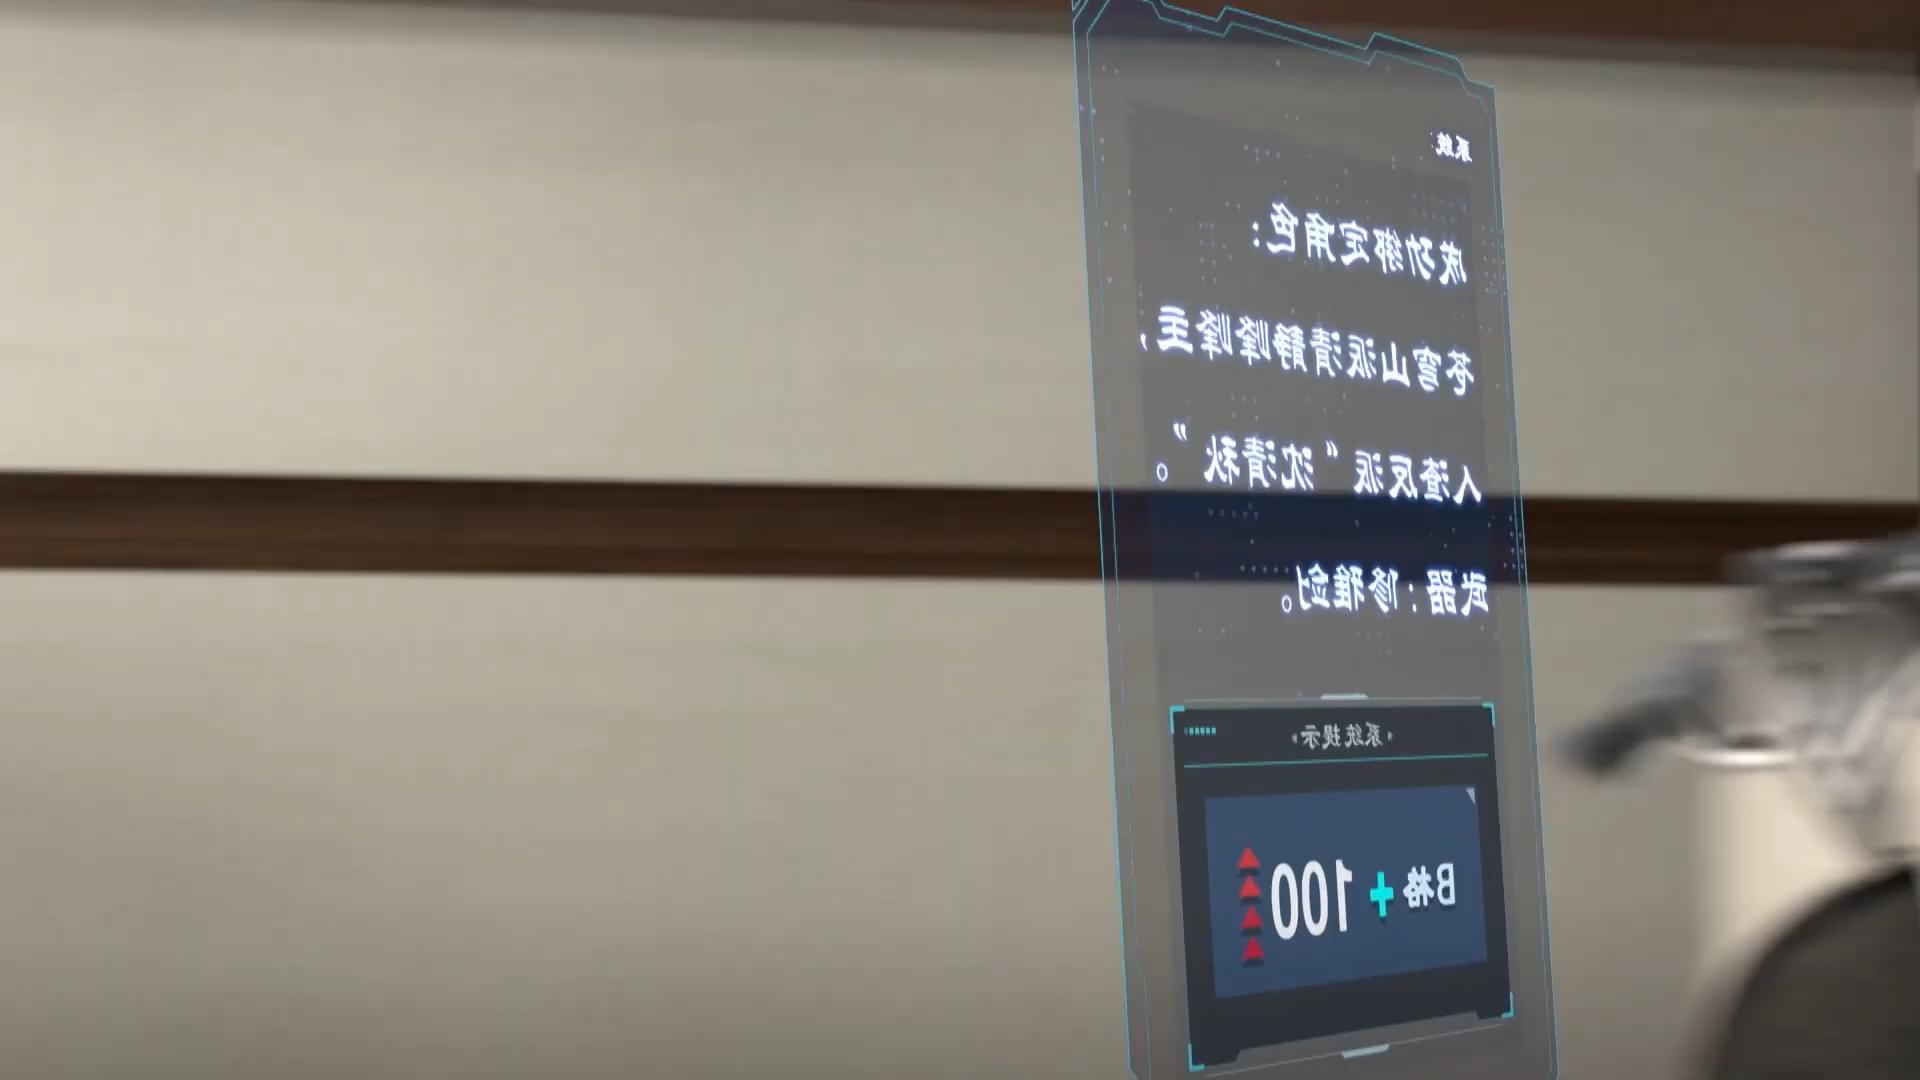 系统
成功绑定角色：
苍穹山派清静峰峰主，
人渣反派“沈清秋”。
武器：修雅剑。
·系统提示·
B格+100